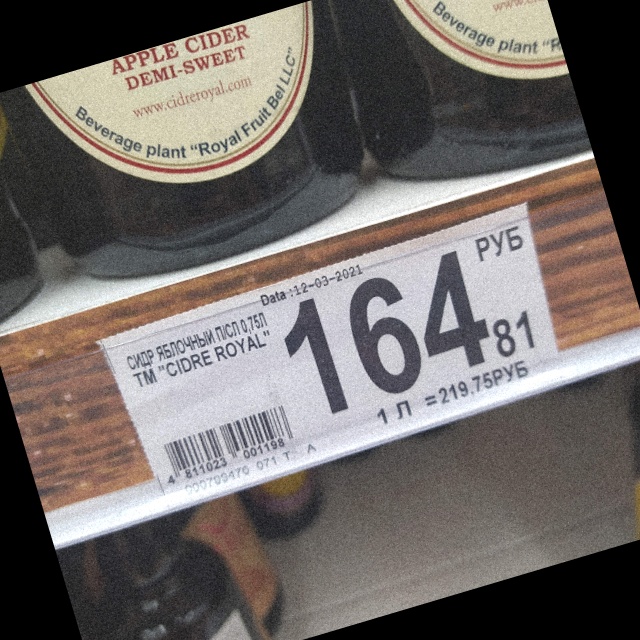 APPLE CIDER
DEMI-SWEET
www.cidreroyal.com
Beverage plant "Royal Fruit Bel LLC"
Beverage plant "R
Data:12-03-2021
СИДР ЯБЛОЧНЫЙ П/СЛ 0,75Л
ТМ "CIDRE ROYAL"
164 81 РУБ
1 Л =219.75РУБ
4 811023 001198
071 Т. А